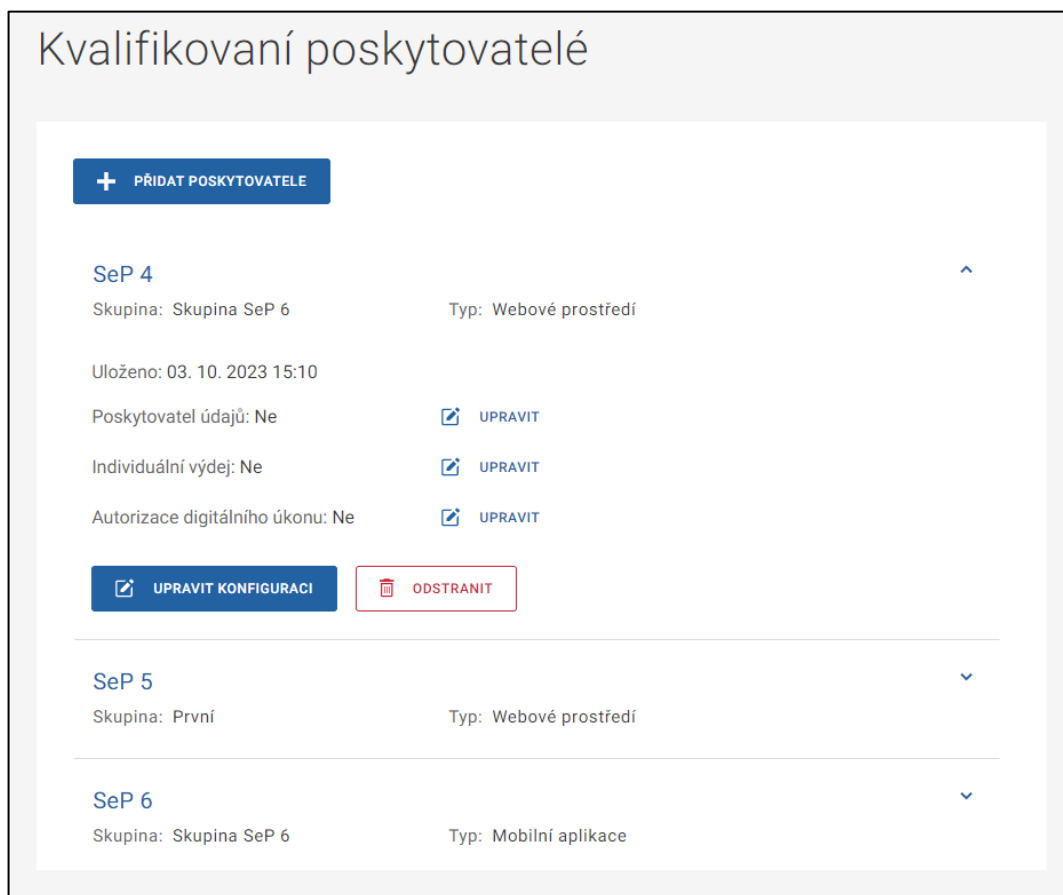 Kvalifikovaní poskytovatelé
PŘIDAT POSKYTOVATELE
SeP 4
Skupina: Skupina SeP 6 Typ: Webové prostředí
Uloženo: 03. 10. 2023 15:10
Poskytovatel údajů: Ne UPRAVIT
Individuální výdej: Ne UPRAVIT
Autorizace digitálního úkonu: Ne UPRAVIT
UPRAVIT KONFIGURACI ODSTRANIT
SeP 5
Skupina: První Typ: Webové prostředí
SeP 6
Skupina: Skupina SeP 6 Typ: Mobilní aplikace